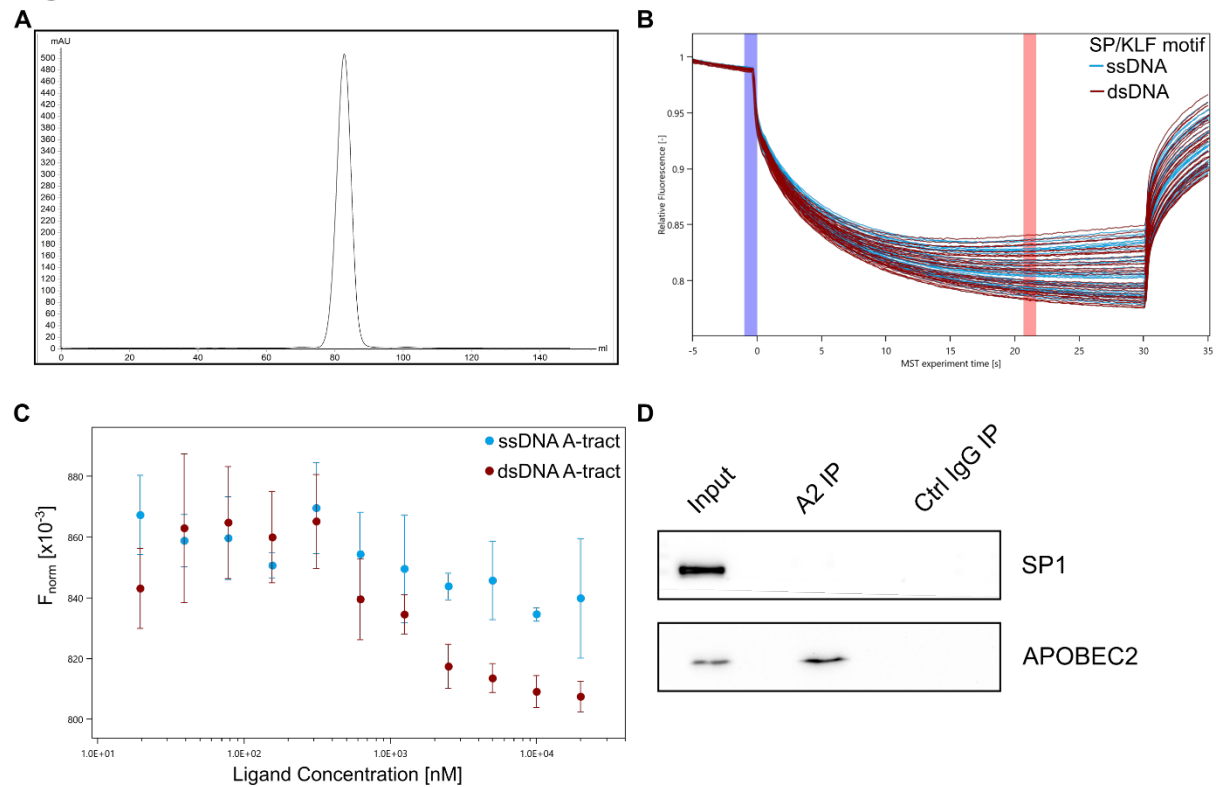 A
mAU
500
480
460
440
420
400
380
360
340
320
300
280
260
240
220
200
180
160
140
120
100
80
60
40
20
0
0 20 40 60 80 100 120 140 ml
B
SP/KLF motif
ssDNA
dsDNA
Relative Fluorescence [-]
1
0.95
0.9
0.85
0.8
-5 0 5 10 15 20 25 30 35
MST experiment time [s]
C
ssDNA A-tract
dsDNA A-tract
Fnorm [x10-3]
880
860
840
820
800
1.0E+01 1.0E+02 1.0E+03 1.0E+04
Ligand Concentration [nM]
D
Input A2 IP Ctrl IgG IP
SP1
APOBEC2